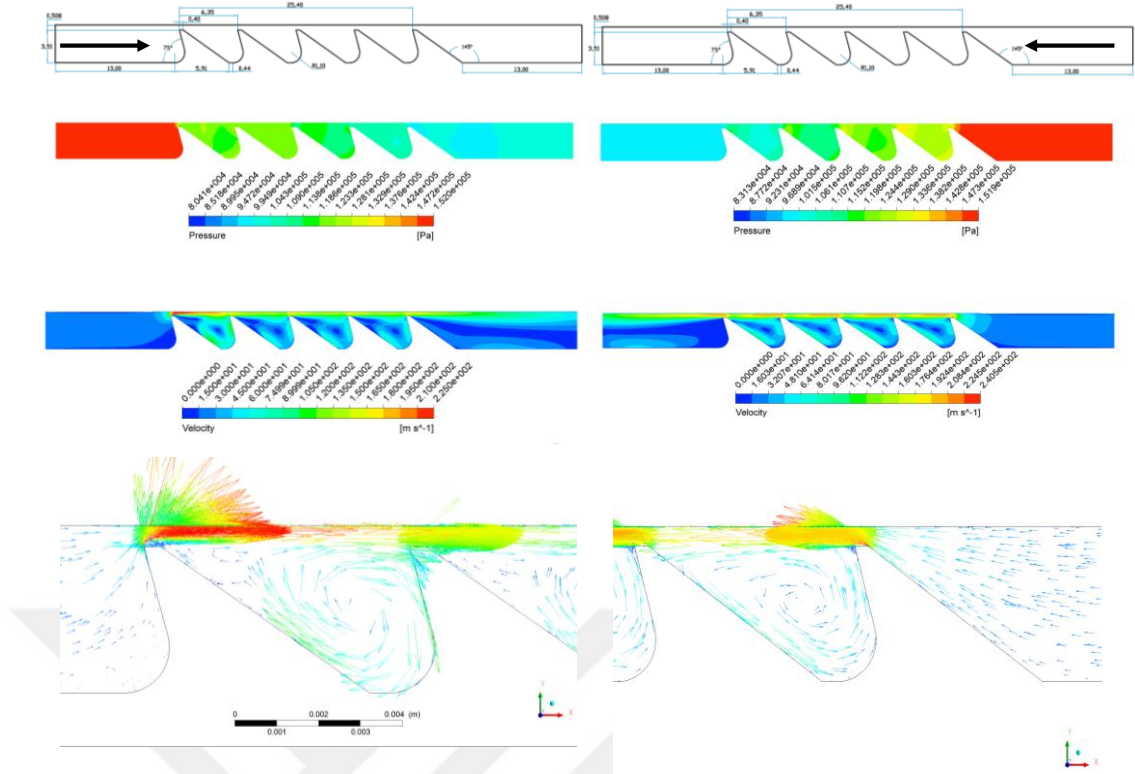 25,40
6,35
0,508
0,40
3,51
75°
145°
R1,10
13,00
5,91
0,44
13,00
25,40
6,35
0,508
0,40
3,51
75°
145°
R1,10
13,00
5,91
0,44
13,00
8.041e+004
8.518e+004
8.995e+004
9.472e+004
9.949e+004
1.043e+005
1.090e+005
1.138e+005
1.186e+005
1.233e+005
1.281e+005
1.329e+005
1.376e+005
1.424e+005
1.472e+005
1.520e+005
Pressure [Pa]
8.313e+004
8.772e+004
9.231e+004
9.689e+004
1.015e+005
1.061e+005
1.107e+005
1.152e+005
1.198e+005
1.244e+005
1.290e+005
1.336e+005
1.382e+005
1.428e+005
1.473e+005
1.519e+005
Pressure [Pa]
0.000e+000
1.500e+001
3.000e+001
4.500e+001
6.000e+001
7.499e+001
8.999e+001
1.050e+002
1.200e+002
1.350e+002
1.500e+002
1.650e+002
1.800e+002
1.950e+002
2.100e+002
2.250e+002
Velocity [m s^-1]
0.000e+000
1.603e+001
3.207e+001
4.810e+001
6.414e+001
8.017e+001
9.620e+001
1.122e+002
1.283e+002
1.443e+002
1.603e+002
1.764e+002
1.924e+002
2.084e+002
2.245e+002
2.405e+002
Velocity [m s^-1]
0 0.002 0.004 (m)
0.001 0.003
Y
X
Y
X